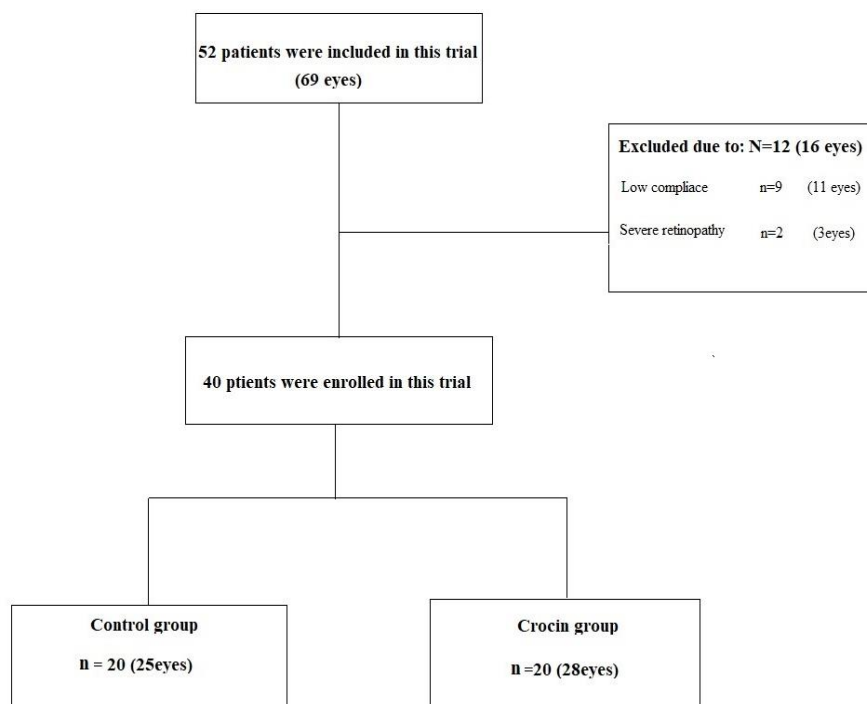 52 patients were included in this trial
(69 eyes)
Excluded due to: N=12 (16 eyes)
Low compliace n=9 (11 eyes)
Severe retinopathy n=2 (3eyes)
40 ptients were enrolled in this trial
Control group
n = 20 (25eyes)
Crocin group
n =20 (28eyes)